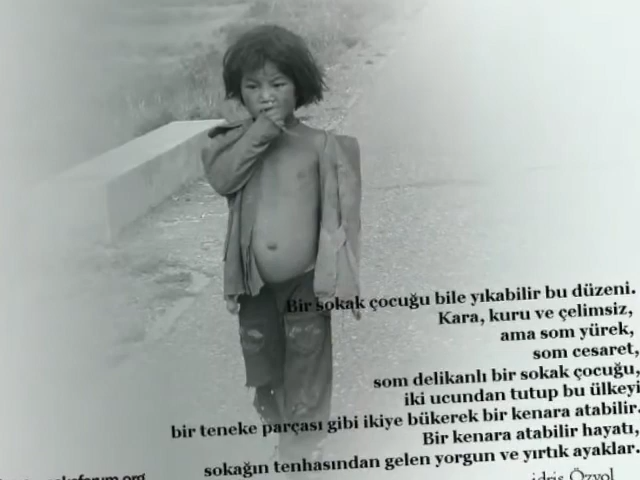 Bir sokak çocuğu bile yıkabilir bu düzeni.
Kara, kuru ve çelimsiz,
ama som yürek,
som cesaret,
som delikanlı bir sokak çocuğu,
iki ucundan tutup bu ülkeyi
bir teneke parçası gibi ikiye bükerek bir kenara atabilir.
Bir kenara atabilir hayatı,
sokağın tenhasından gelen yorgun ve yırtık ayaklar.
idris Özyol